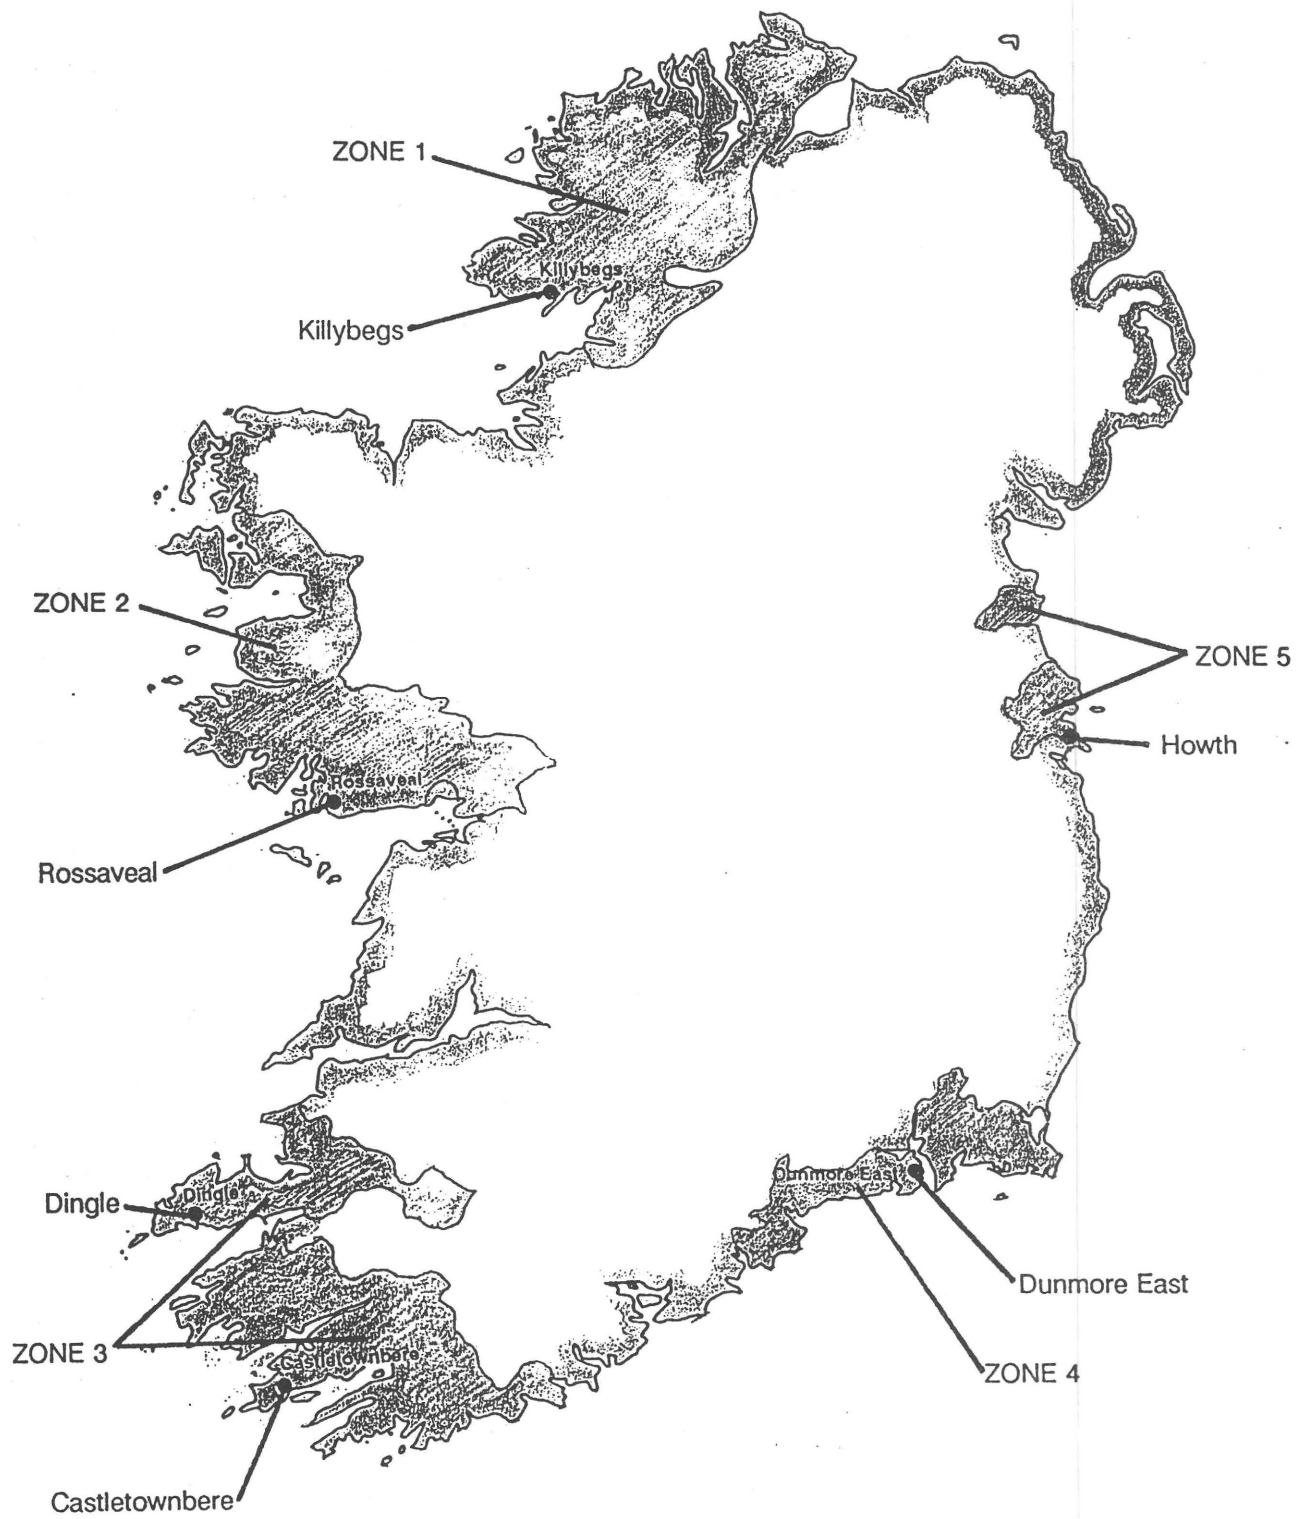 ZONE 1
Killybegs
Killybegs
ZONE 2
ZONE 5
Howth
Rossaveal
Rossaveal
Dunmore East
Dingle
Dingle
Dunmore East
ZONE 3
Castletownbere
ZONE 4
Castletownbere